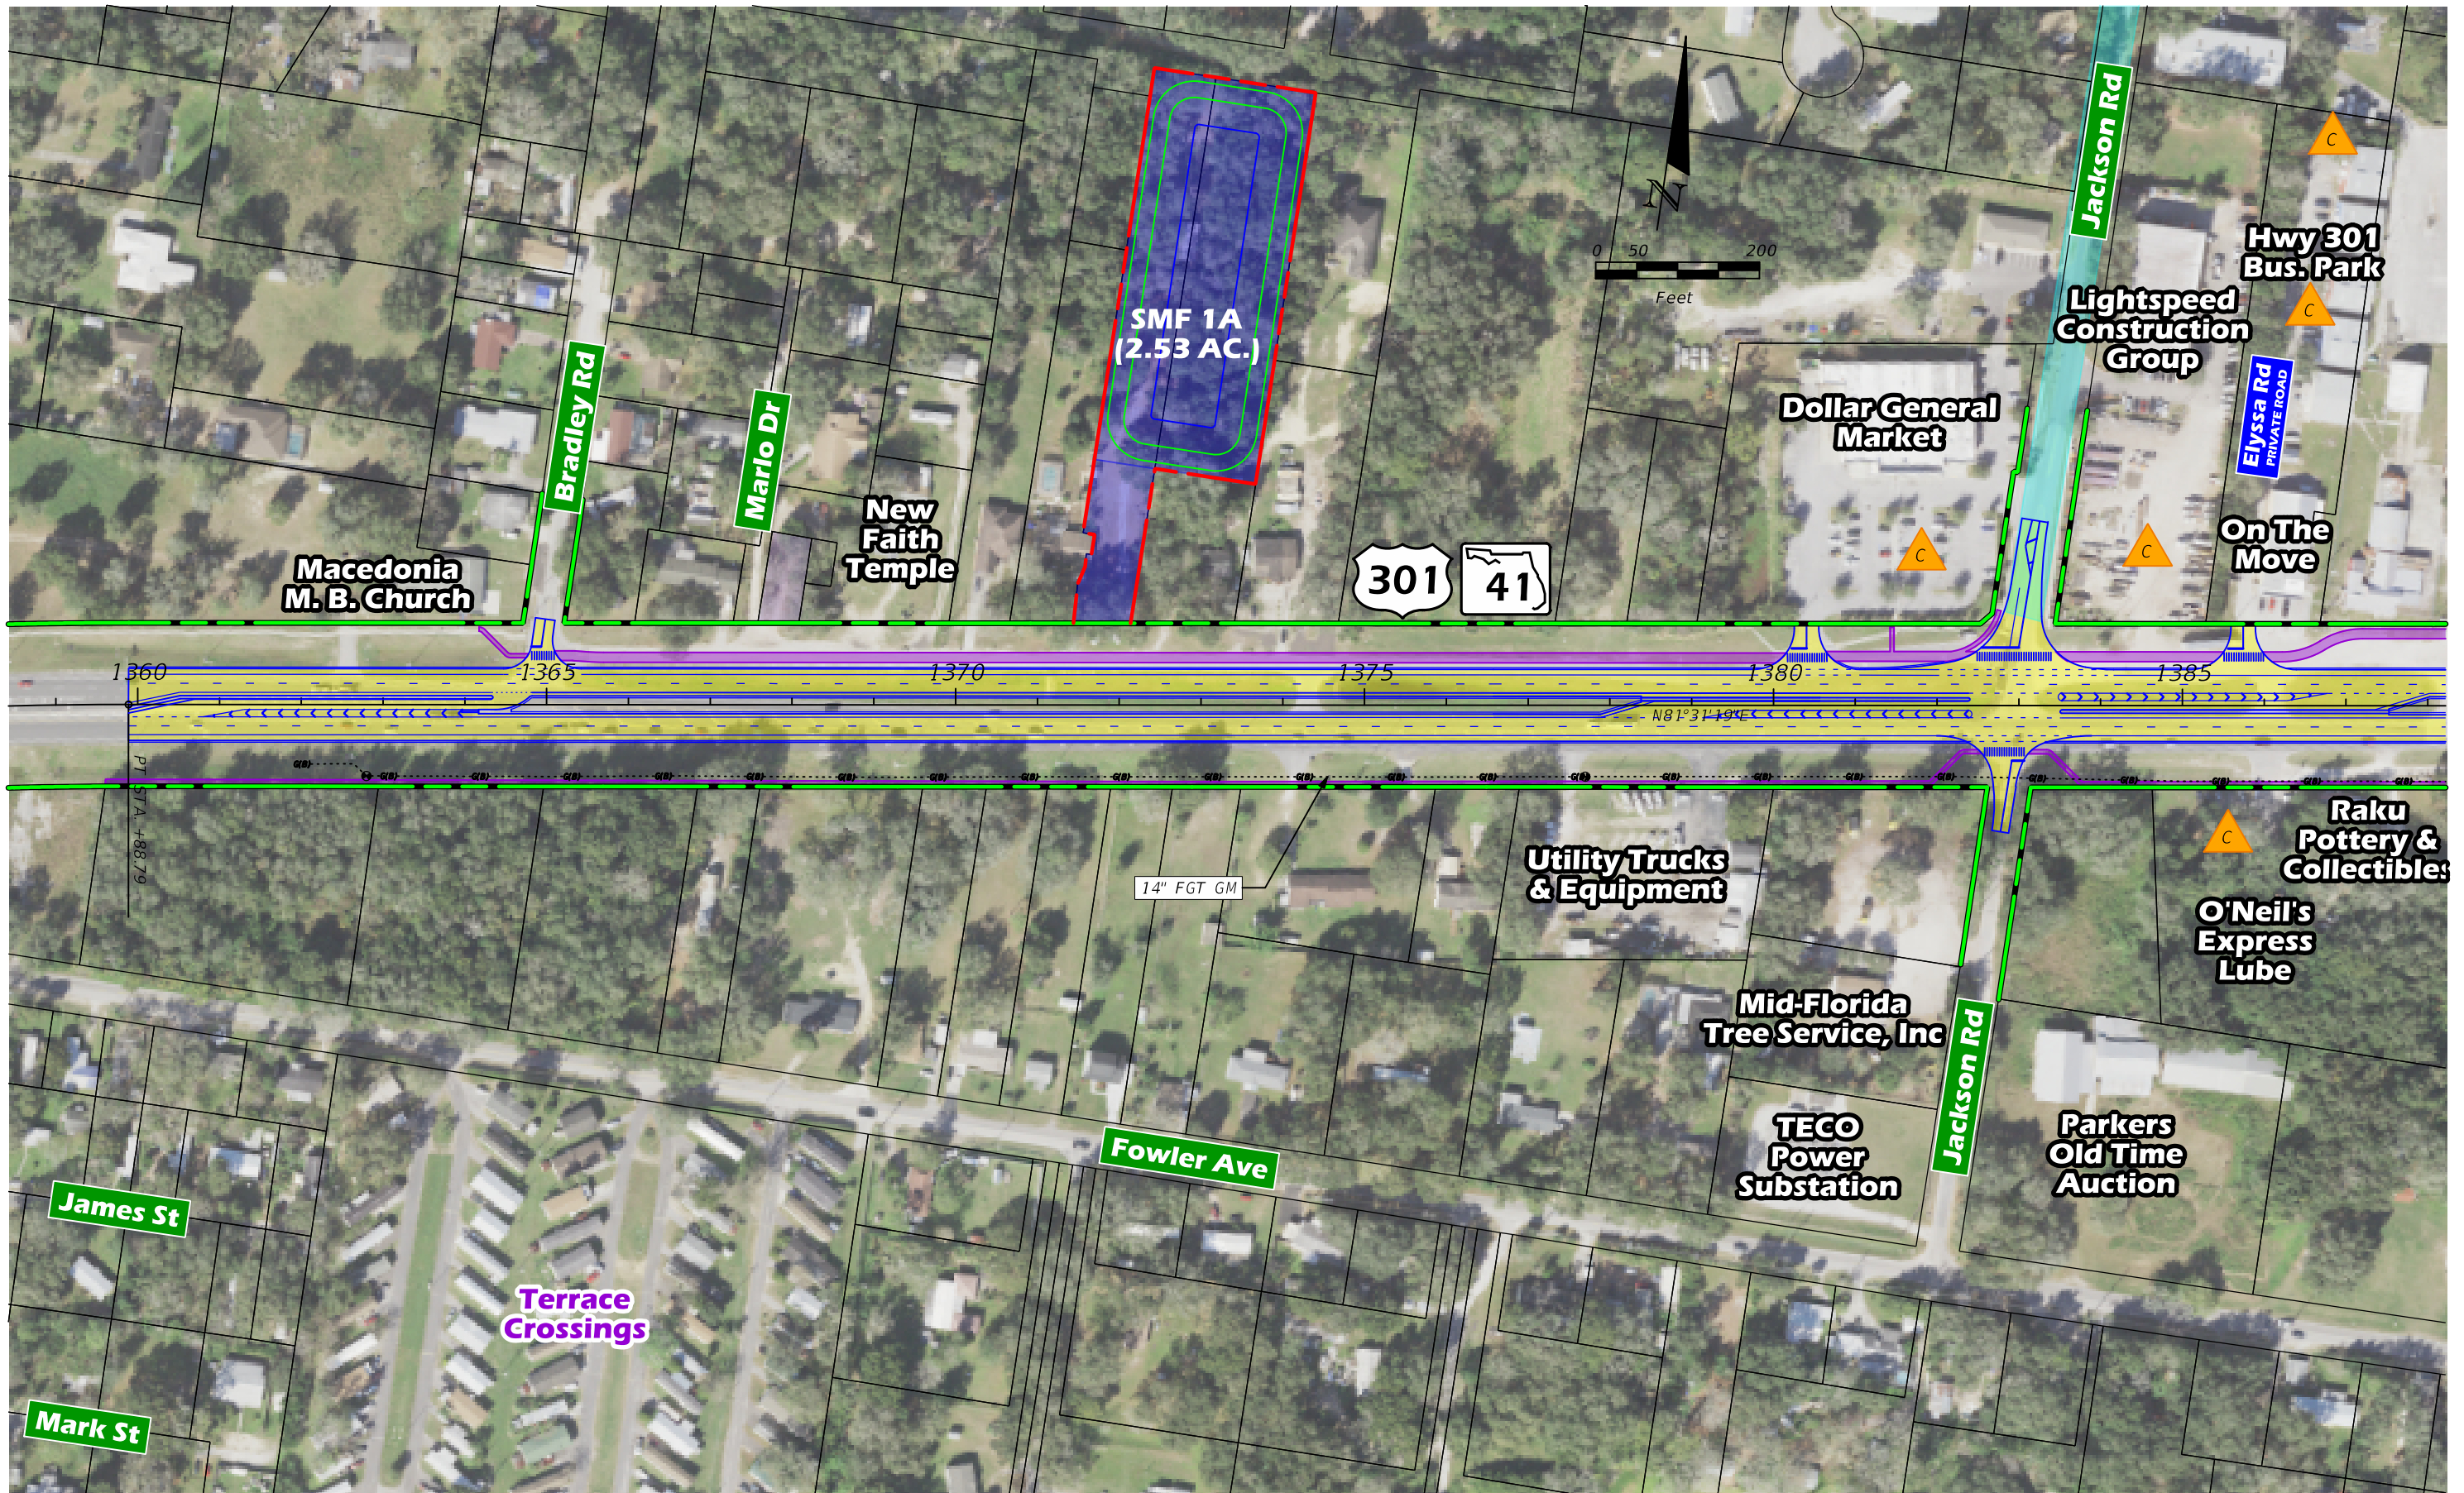 Jackson Rd
C
N
0 50 200
Feet
Hwy 301
Bus. Park
C
Lightspeed
Construction
Group
SMF 1A
(2.53 AC.)
Bradley Rd
Marlo Dr
Dollar General
Market
Elyssa Rd
PRIVATE ROAD
New
Faith
Temple
Macedonia
M. B. Church
301
41
C
C
On The
Move
1360
1365
1370
1375
1380
1385
N81°31'19"E
PT STA +88.79
G(B) G(B) G(B) G(B) G(B) G(B) G(B) G(B) G(B) G(B) G(B) G(B) G(B) G(B) G(B) G(B) G(B) G(B) G(B) G(B) G(B) G(B) G(B) G(B)
14" FGT GM
Utility Trucks
& Equipment
C
Raku
Pottery &
Collectibles
O'Neil's
Express
Lube
Mid-Florida
Tree Service, Inc
Jackson Rd
TECO
Power
Substation
Parkers
Old Time
Auction
Fowler Ave
James St
Terrace
Crossings
Mark St